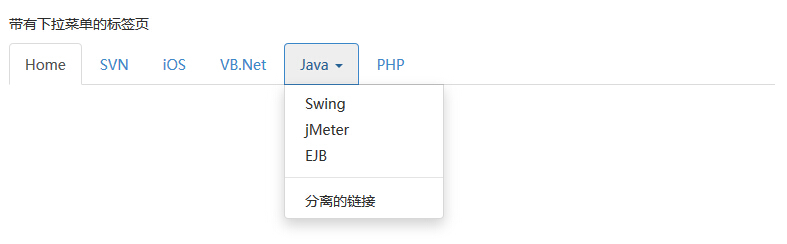 带有下拉菜单的标签页
Home SVN iOS VB.Net Java PHP
Swing
jMeter
EJB
分离的链接